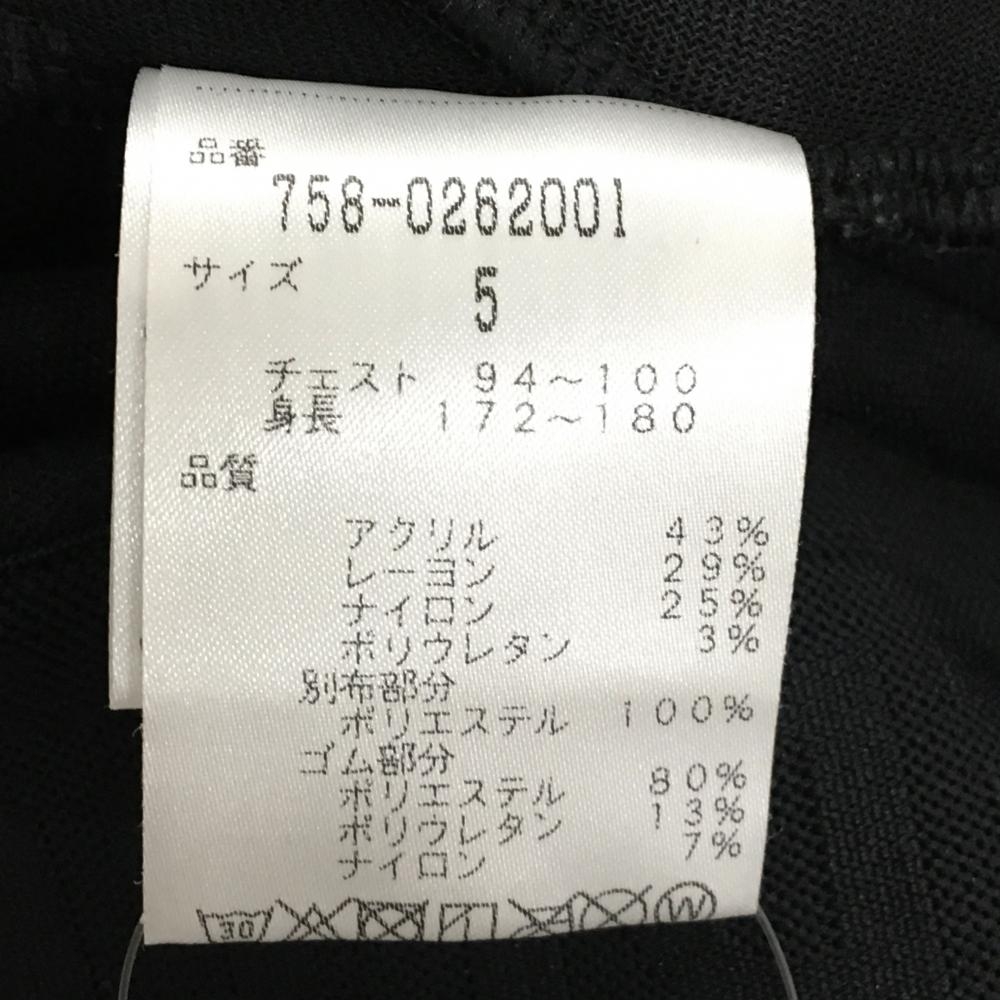 品番
758-0262001
サイズ
5
チェスト 94~100
身長 172~180
品質
アクリル 43%
レーヨン 29%
ナイロン 25%
ポリウレタン 3%
別布部分
ポリエステル 100%
ゴム部分
ポリエステル 80%
ポリウレタン 13%
ナイロン 7%
30 W